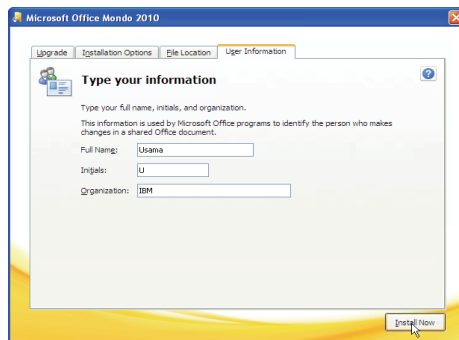 Microsoft Office Mondo 2010
Upgrade Installation Options File Location User Information
Type your information
Type your full name, initials, and organization.
This information is used by Microsoft Office programs to identify the person who makes
changes in a shared Office document.
Full Name: Usama
Initials: U
Organization: IBM
Install Now